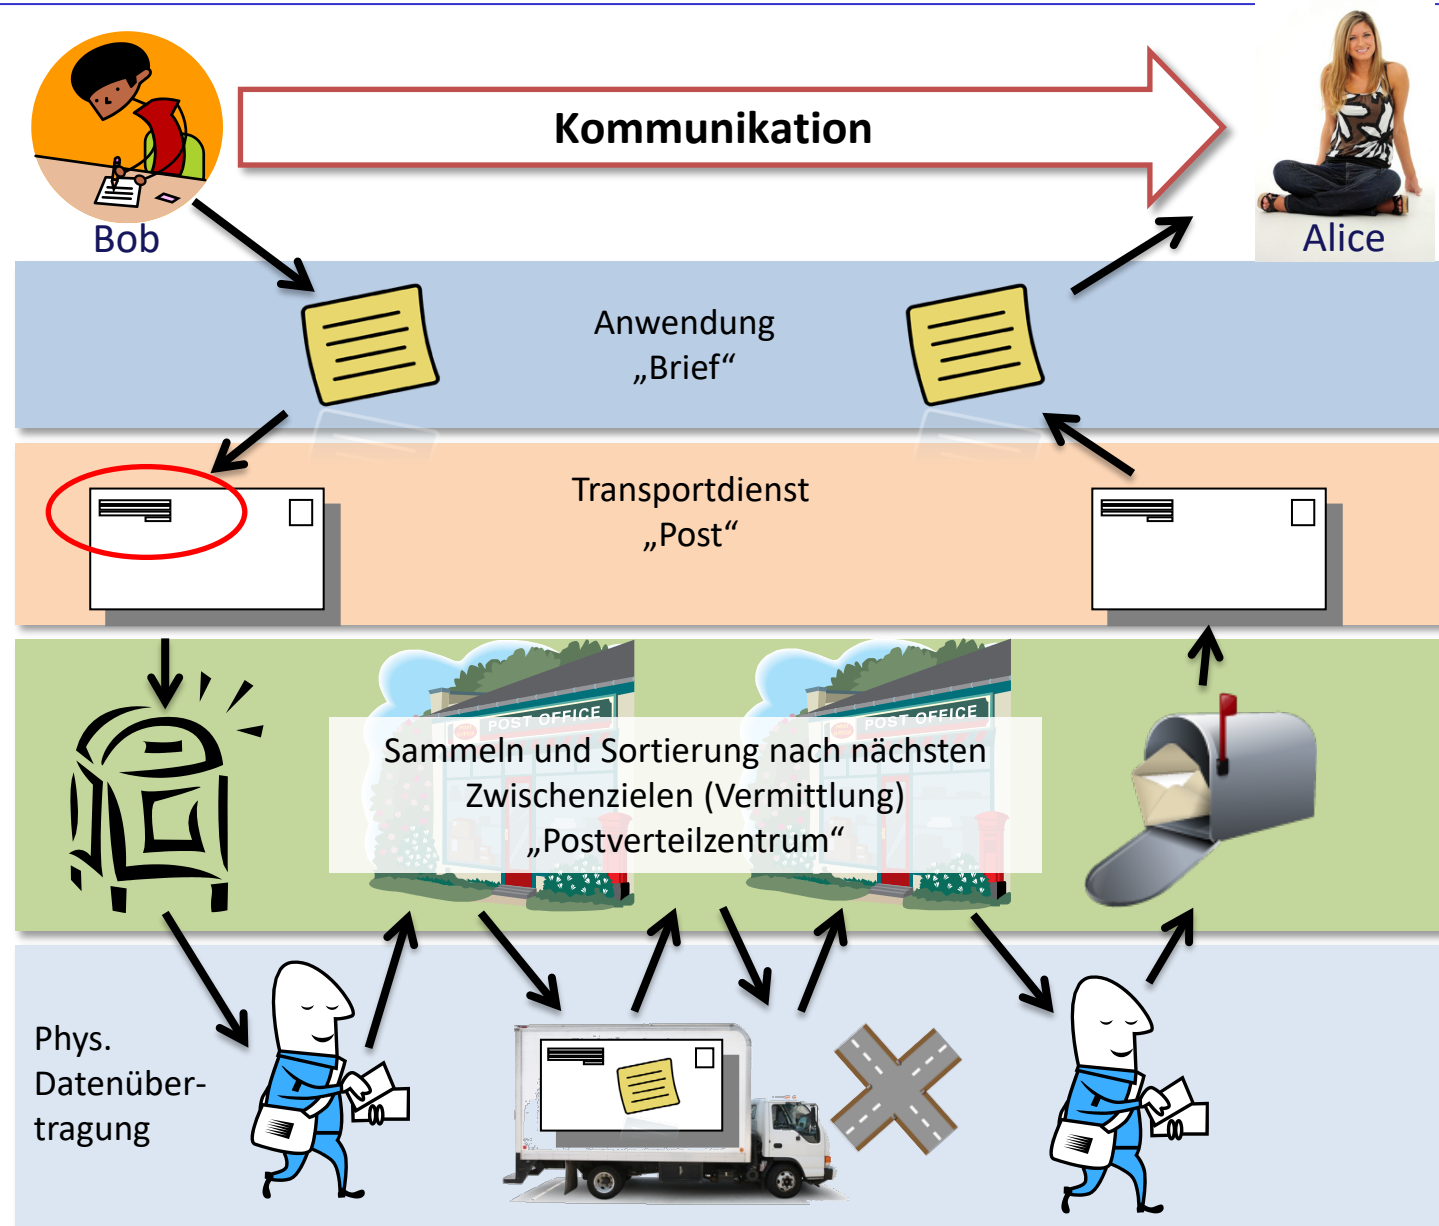 Kommunikation
Bob
Alice
Anwendung
„Brief“
Transportdienst
„Post“
POST OFFICE
POST OFFICE
Sammeln und Sortierung nach nächsten
Zwischenzielen (Vermittlung)
„Postverteilzentrum“
Phys.
Datenüber-
tragung